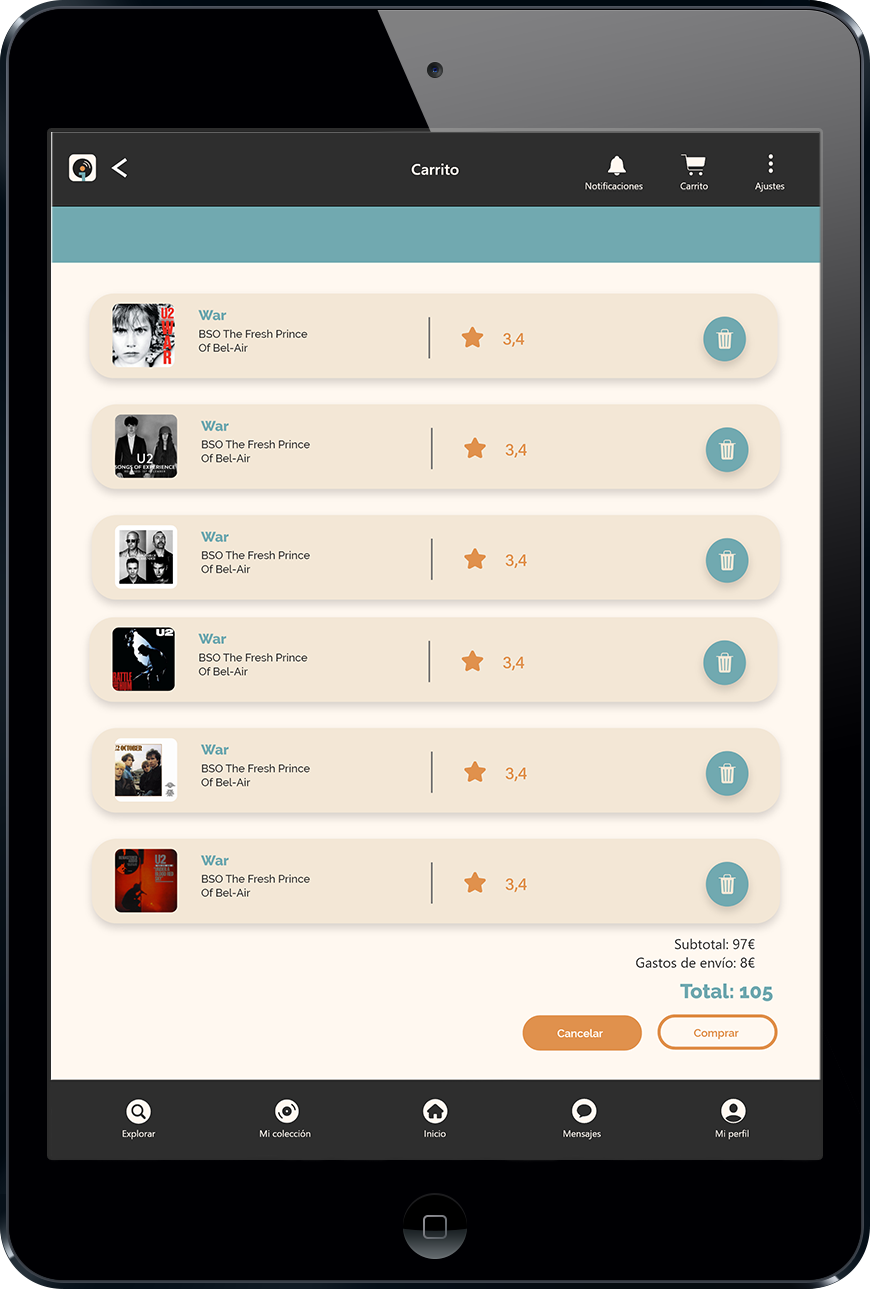 Carrito
Notificaciones
Carrito
Ajustes
U2
WAR
War
BSO The Fresh Prince
Of Bel-Air
3,4
U2
SONGS OF EXPERIENCE
War
BSO The Fresh Prince
Of Bel-Air
3,4
War
BSO The Fresh Prince
Of Bel-Air
3,4
U2
RATTLE
War
BSO The Fresh Prince
Of Bel-Air
3,4
OCTOBER
War
BSO The Fresh Prince
Of Bel-Air
3,4
U2
War
BSO The Fresh Prince
Of Bel-Air
3,4
Subtotal: 97€
Gastos de envío: 8€
Total: 105
Cancelar
Comprar
Explorar
Mi colección
Inicio
Mensajes
Mi perfil